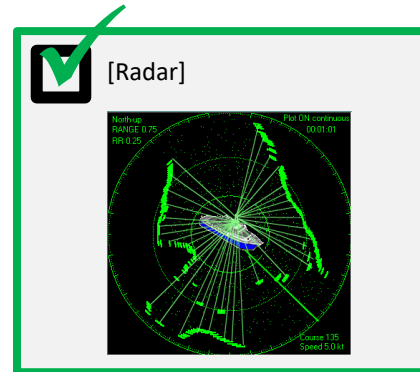 [Radar]
North-up
RANGE 0.75
RR 0.25
Plot ON continuous
00:01:01
Course 135
Speed 5.0 kt